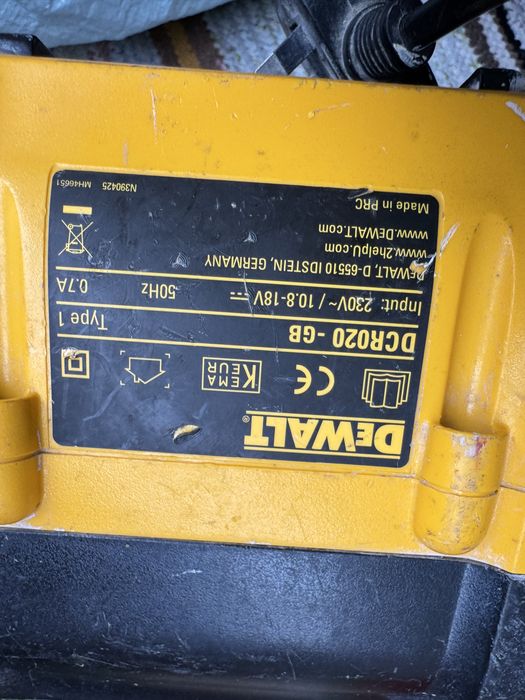 DEWALT®
CE
KEMA
KEUR
DCR020 -GB
Type 1
Input: 230V~ / 10.8-18V ⎓ 50Hz 0.7A
DEWALT, D-65510 IDSTEIN, GERMANY
www.2helpU.com
www.DEWALT.com
Made in PRC
N390425 MH46651